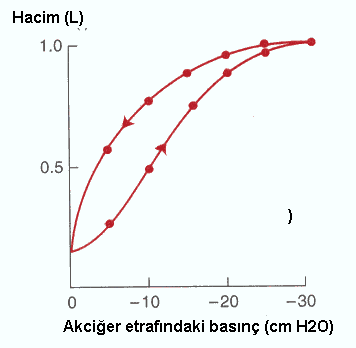 Hacim (L)
1.0
0.5
)
0 −10 −20 −30
Akciğer etrafındaki basınç (cm H2O)